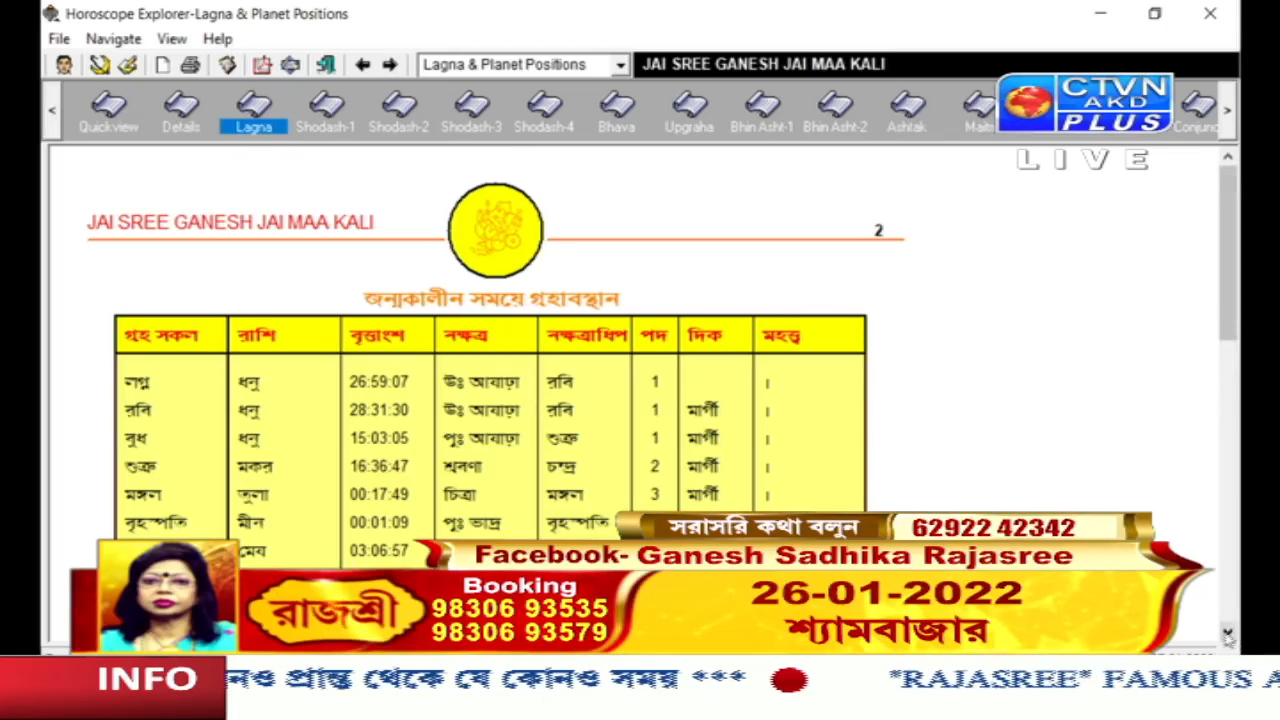 Horoscope Explorer-Lagna & Planet Positions
File Navigate View Help
Lagna & Planet Positions
JAI SREE GANESH JAI MAA KALI
Quickview Details Lagna Shodash-1 Shodash-2 Shodash-3 Shodash-4 Bhava Upgraha Bhin Asht-1 Bhin Asht-2 Ashtak
CTVN
AKD
PLUS
LIVE
JAI SREE GANESH JAI MAA KALI
2
জন্মকালীন সময়ে গ্রহাবস্থান
গ্রহ সকল রাশি বৃত্তাংশ নক্ষত্র নক্ষত্রাধিপ পদ দিক মহত্ত্ব
লগ্ন ধনু 26:59:07 উঃ আষাঢ়া রবি 1 ।
রবি ধনু 28:31:30 উঃ আষাঢ়া রবি 1 মার্গী ।
বুধ ধনু 15:03:05 পুঃ আষাঢ়া শুক্র 1 মার্গী ।
শুক্র মকর 16:36:47 শ্রবণা চন্দ্র 2 মার্গী ।
মঙ্গল তুলা 00:17:49 চিত্রা মঙ্গল 3 মার্গী ।
বৃহস্পতি মীন 00:01:09 পুঃ ভাদ্র বৃহস্পতি
মেষ 03:06:57
সরাসরি কথা বলুন 62922 42342
Facebook- Ganesh Sadhika Rajasree
রাজশ্রী
Booking
98306 93535
98306 93579
26-01-2022
শ্যামবাজার
INFO
প্রান্ত থেকে যে কোনও সময় *** *RAJASREE* FAMOUS